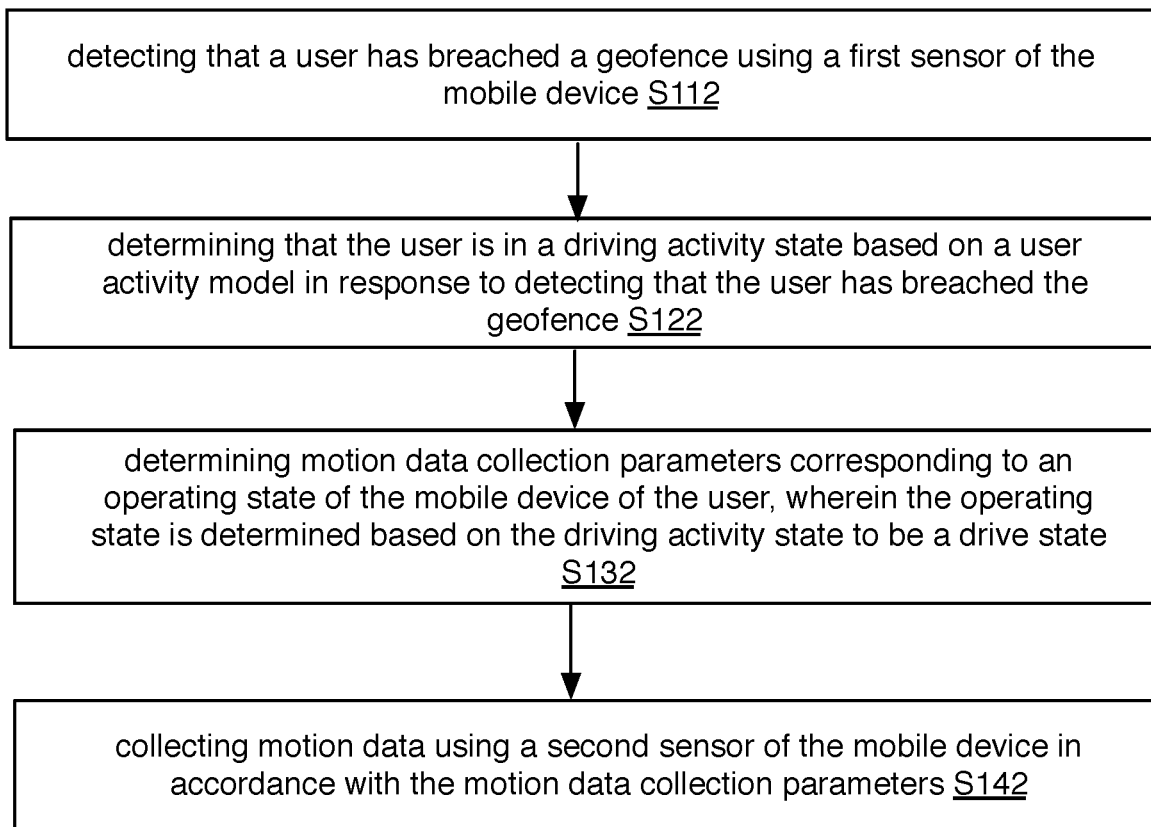 detecting that a user has breached a geofence using a first sensor of the
mobile device S112
determining that the user is in a driving activity state based on a user
activity model in response to detecting that the user has breached the
geofence S122
determining motion data collection parameters corresponding to an
operating state of the mobile device of the user, wherein the operating
state is determined based on the driving activity state to be a drive state
S132
collecting motion data using a second sensor of the mobile device in
accordance with the motion data collection parameters S142